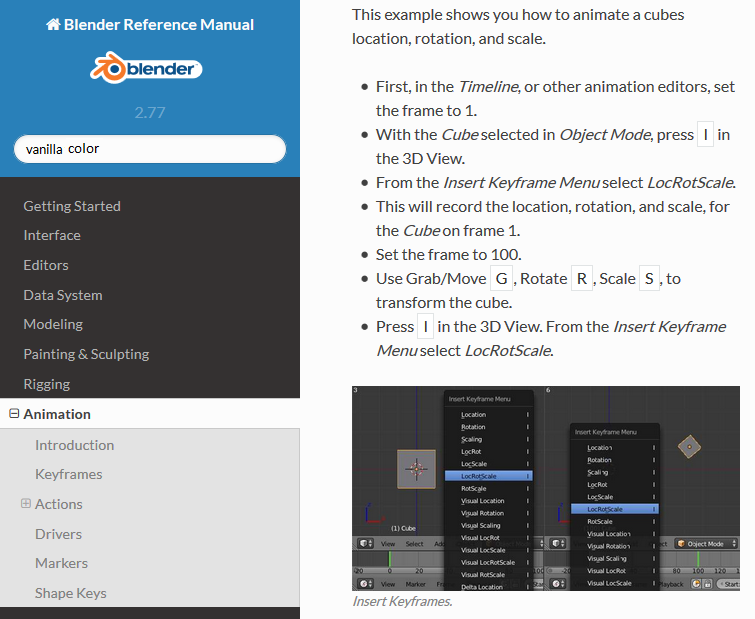 Blender Reference Manual
blender
2.77
vanilla color
Getting Started
Interface
Editors
Data System
Modeling
Painting & Sculpting
Rigging
Animation
Introduction
Keyframes
Actions
Drivers
Markers
Shape Keys
This example shows you how to animate a cubes
location, rotation, and scale.
First, in the Timeline, or other animation editors, set
the frame to 1.
With the Cube selected in Object Mode, press I in
the 3D View.
From the Insert Keyframe Menu select LocRotScale.
This will record the location, rotation, and scale, for
the Cube on frame 1.
Set the frame to 100.
Use Grab/Move G, Rotate R, Scale S, to
transform the cube.
Press I in the 3D View. From the Insert Keyframe
Menu select LocRotScale.
3
Insert Keyframe Menu
Location I
Rotation I
Scaling I
LocRot I
LocScale I
LocRotScale I
RotScale I
Visual Location I
Visual Rotation I
Visual Scaling I
Visual LocRot I
Visual LocScale I
Visual LocRotScale I
Visual RotScale I
Delta Location I
(1) Cube
View Select Add
-20 0 20
View Marker
6
Insert Keyframe Menu
Location I
Rotation I
Scaling I
LocRot I
LocScale I
LocRotScale I
RotScale I
Visual Location I
Visual Rotation I
Visual Scaling I
Visual LocRot I
Visual LocScale I
Object Mode
80 100 120
Playback Start:
Insert Keyframes.